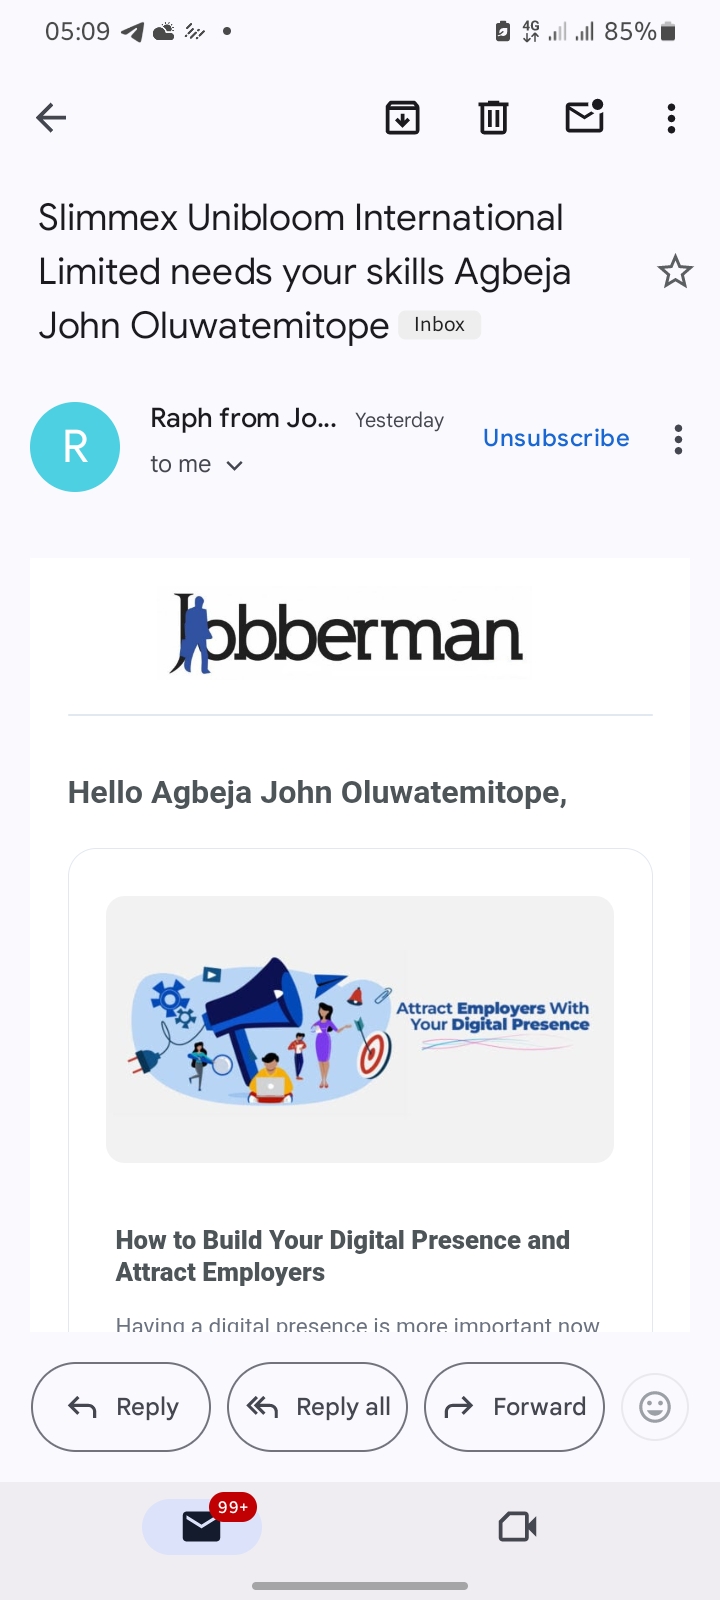 05:09
4G
85%
Slimmex Unibloom International
Limited needs your skills Agbeja
John Oluwatemitope Inbox
R
Raph from Jo... Yesterday
Unsubscribe
to me
Jobberman
Hello Agbeja John Oluwatemitope,
Attract Employers With
Your Digital Presence
How to Build Your Digital Presence and
Attract Employers
Having a digital presence is more important now
Reply
Reply all
Forward
99+